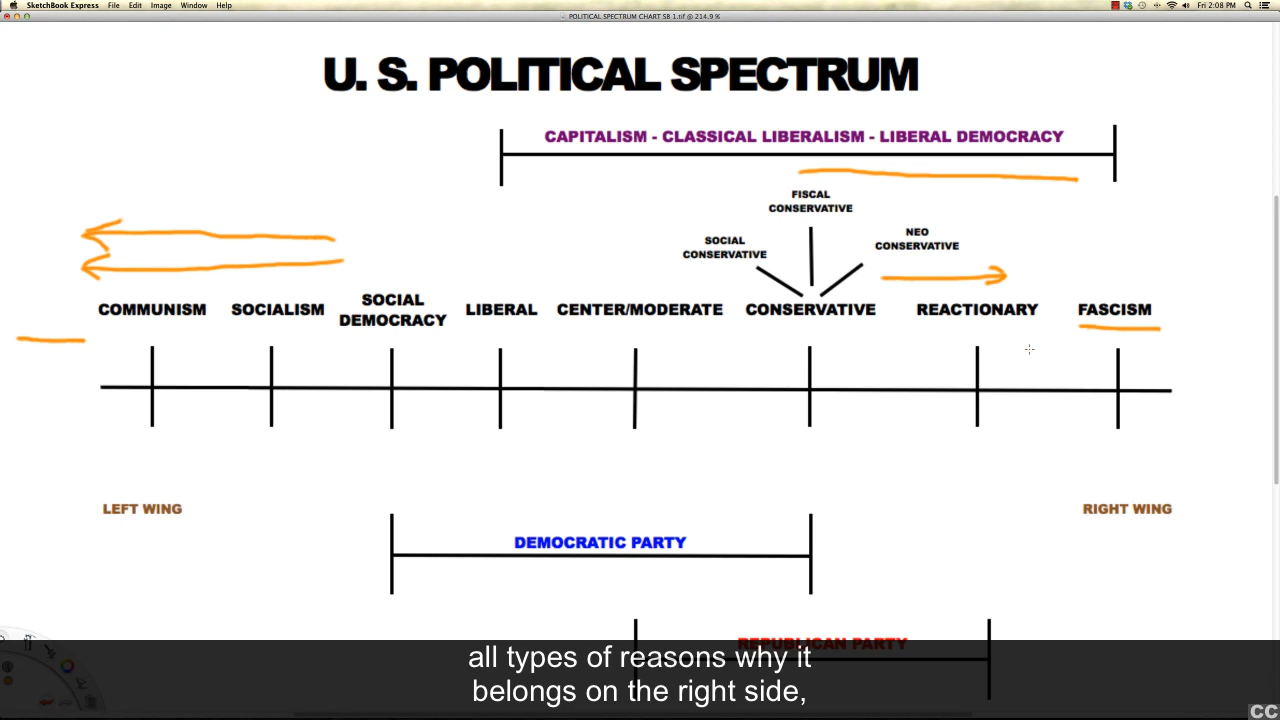 SketchBook Express File Edit Image Window Help
Fri 2:08 PM
POLITICAL SPECTRUM CHART SB 1.tif @ 214.9 %
U. S. POLITICAL SPECTRUM
CAPITALISM - CLASSICAL LIBERALISM - LIBERAL DEMOCRACY
FISCAL
CONSERVATIVE
SOCIAL
CONSERVATIVE
NEO
CONSERVATIVE
COMMUNISM
SOCIALISM
SOCIAL
DEMOCRACY
LIBERAL
CENTER/MODERATE
CONSERVATIVE
REACTIONARY
FASCISM
LEFT WING
RIGHT WING
DEMOCRATIC PARTY
REPUBLICAN PARTY
all types of reasons why it
belongs on the right side,
CC